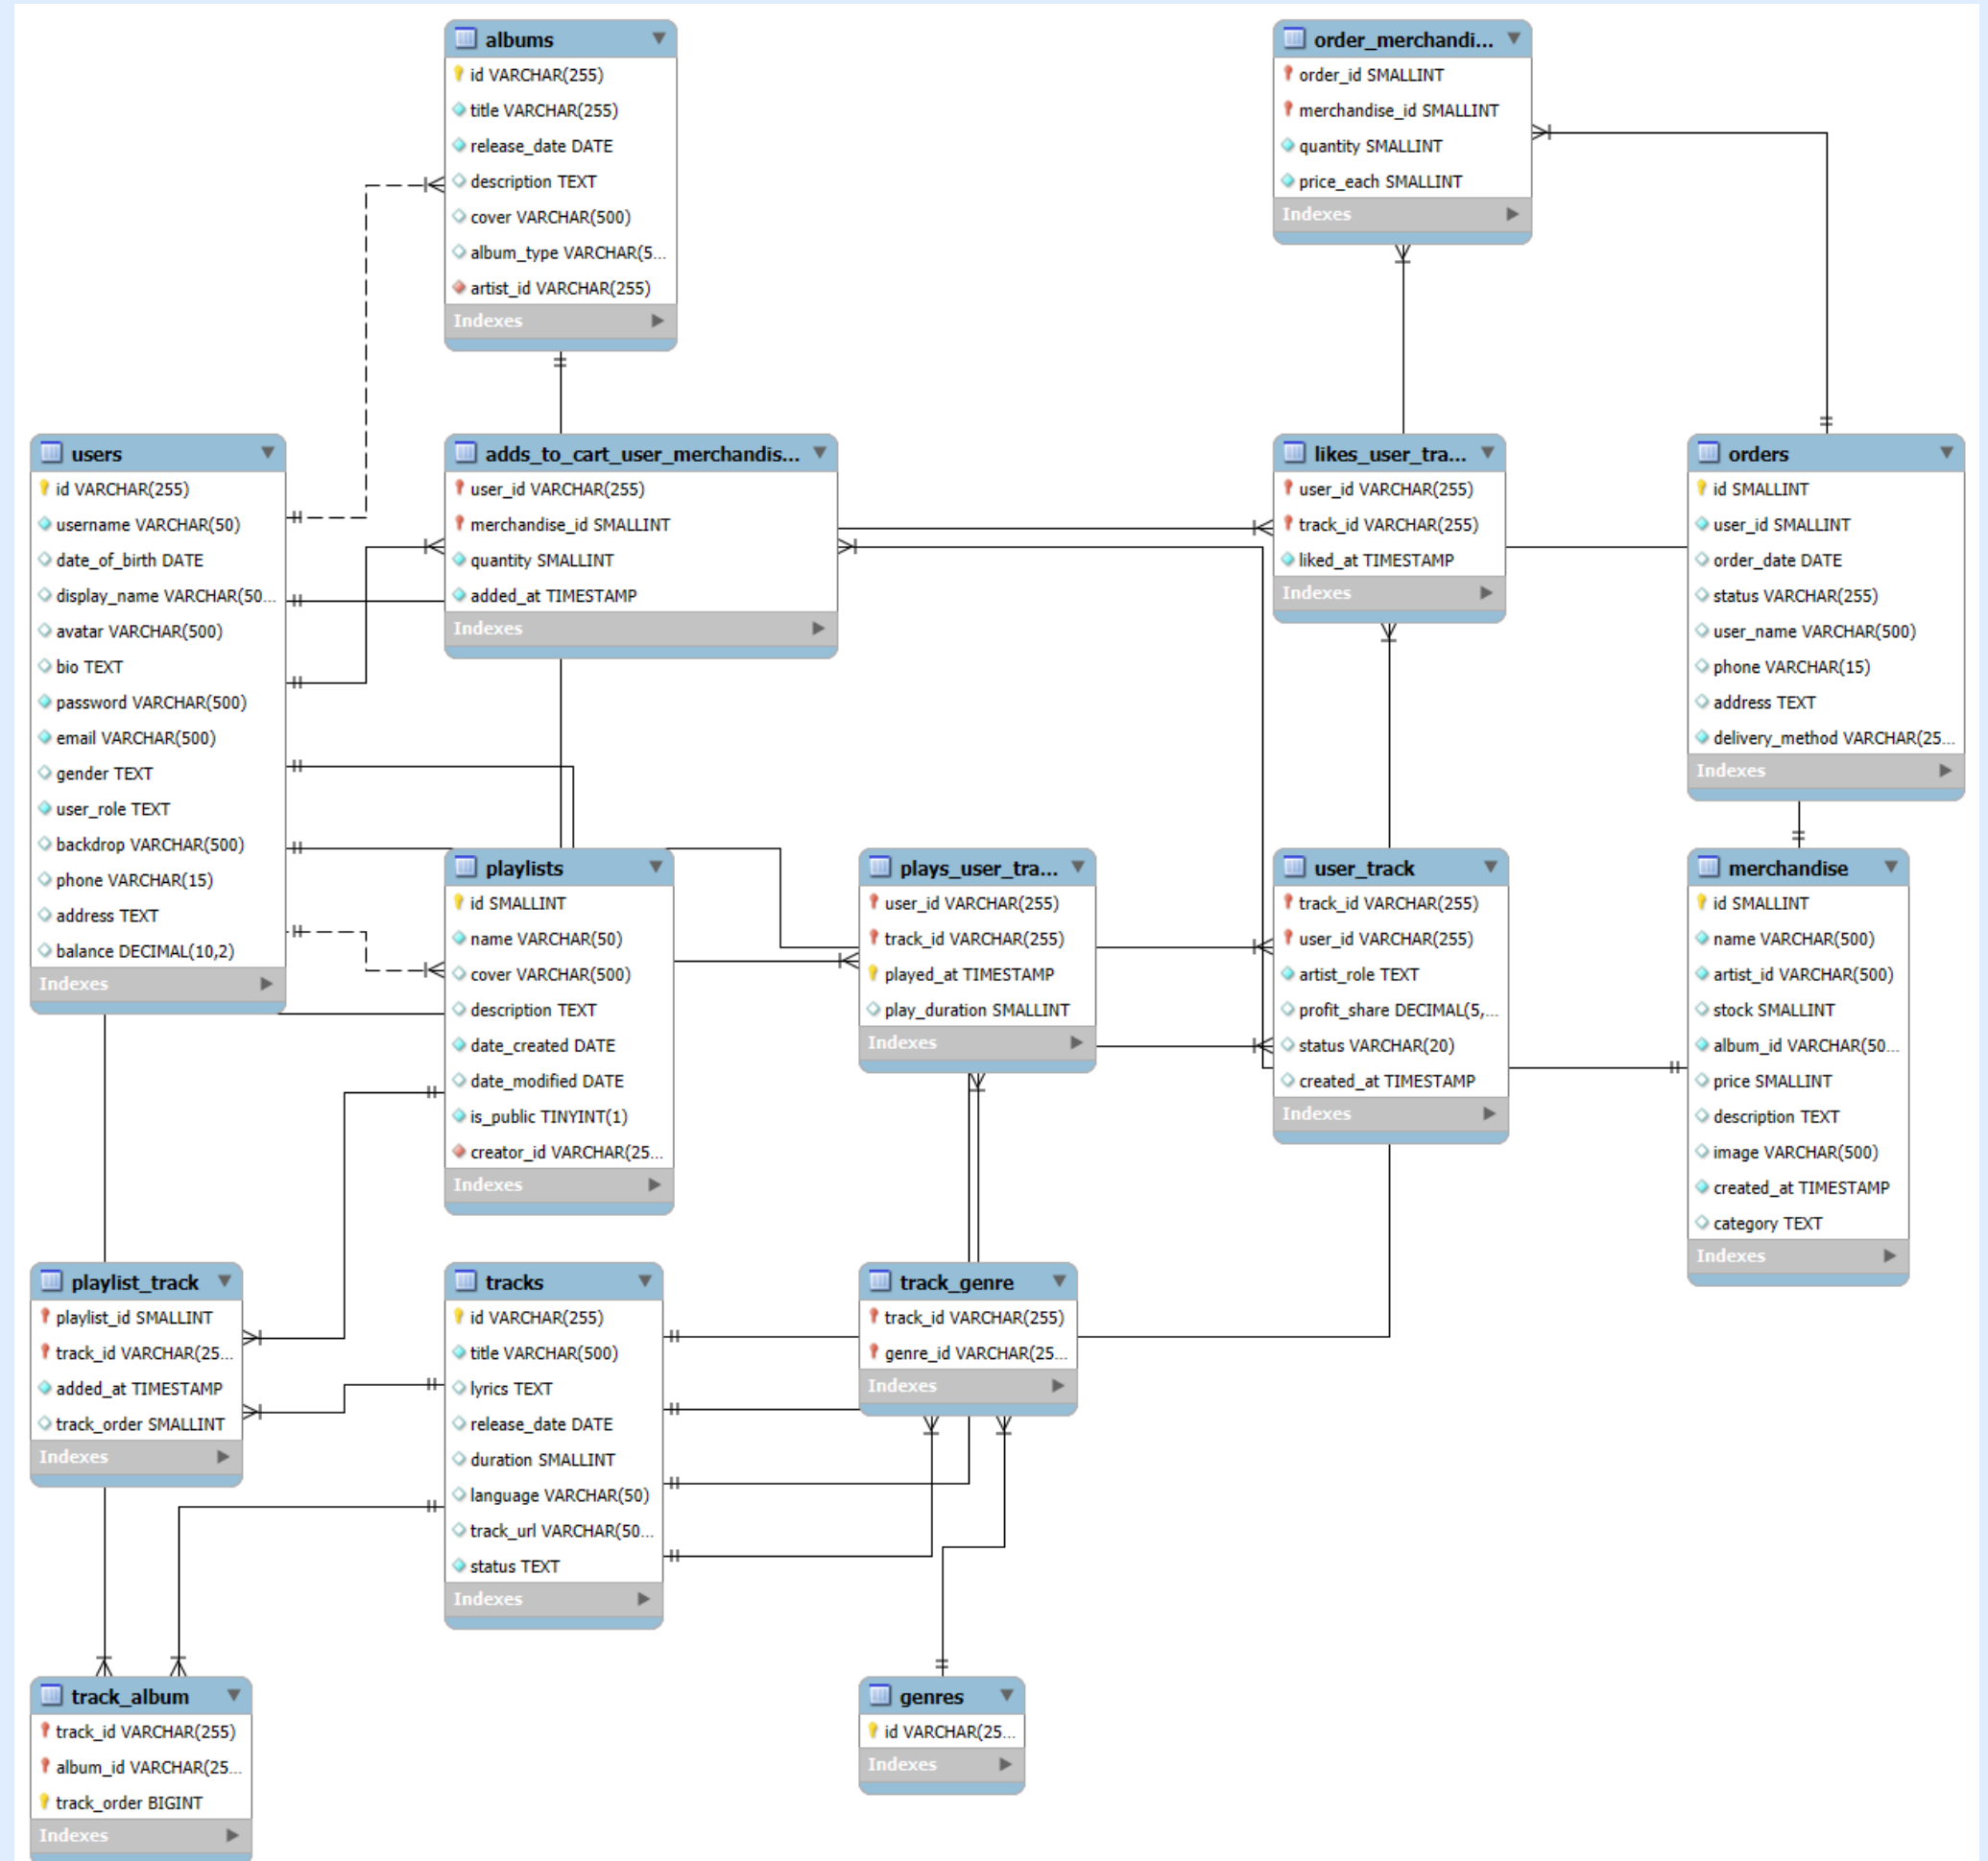 albums
id VARCHAR(255)
title VARCHAR(255)
release_date DATE
description TEXT
cover VARCHAR(500)
album_type VARCHAR(5...
artist_id VARCHAR(255)
Indexes
order_merchandi...
order_id SMALLINT
merchandise_id SMALLINT
quantity SMALLINT
price_each SMALLINT
Indexes
users
id VARCHAR(255)
username VARCHAR(50)
date_of_birth DATE
display_name VARCHAR(50...
avatar VARCHAR(500)
bio TEXT
password VARCHAR(500)
email VARCHAR(500)
gender TEXT
user_role TEXT
backdrop VARCHAR(500)
phone VARCHAR(15)
address TEXT
balance DECIMAL(10,2)
Indexes
adds_to_cart_user_merchandis...
user_id VARCHAR(255)
merchandise_id SMALLINT
quantity SMALLINT
added_at TIMESTAMP
Indexes
likes_user_tra...
user_id VARCHAR(255)
track_id VARCHAR(255)
liked_at TIMESTAMP
Indexes
orders
id SMALLINT
user_id SMALLINT
order_date DATE
status VARCHAR(255)
user_name VARCHAR(500)
phone VARCHAR(15)
address TEXT
delivery_method VARCHAR(25...
Indexes
playlists
id SMALLINT
name VARCHAR(50)
cover VARCHAR(500)
description TEXT
date_created DATE
date_modified DATE
is_public TINYINT(1)
creator_id VARCHAR(25...
Indexes
plays_user_tra...
user_id VARCHAR(255)
track_id VARCHAR(255)
played_at TIMESTAMP
play_duration SMALLINT
Indexes
user_track
track_id VARCHAR(255)
user_id VARCHAR(255)
artist_role TEXT
profit_share DECIMAL(5,...
status VARCHAR(20)
created_at TIMESTAMP
Indexes
merchandise
id SMALLINT
name VARCHAR(500)
artist_id VARCHAR(500)
stock SMALLINT
album_id VARCHAR(50...
price SMALLINT
description TEXT
image VARCHAR(500)
created_at TIMESTAMP
category TEXT
Indexes
playlist_track
playlist_id SMALLINT
track_id VARCHAR(25...
added_at TIMESTAMP
track_order SMALLINT
Indexes
tracks
id VARCHAR(255)
title VARCHAR(500)
lyrics TEXT
release_date DATE
duration SMALLINT
language VARCHAR(50)
track_url VARCHAR(50...
status TEXT
Indexes
track_genre
track_id VARCHAR(255)
genre_id VARCHAR(25...
Indexes
track_album
track_id VARCHAR(255)
album_id VARCHAR(25...
track_order BIGINT
Indexes
genres
id VARCHAR(25...
Indexes